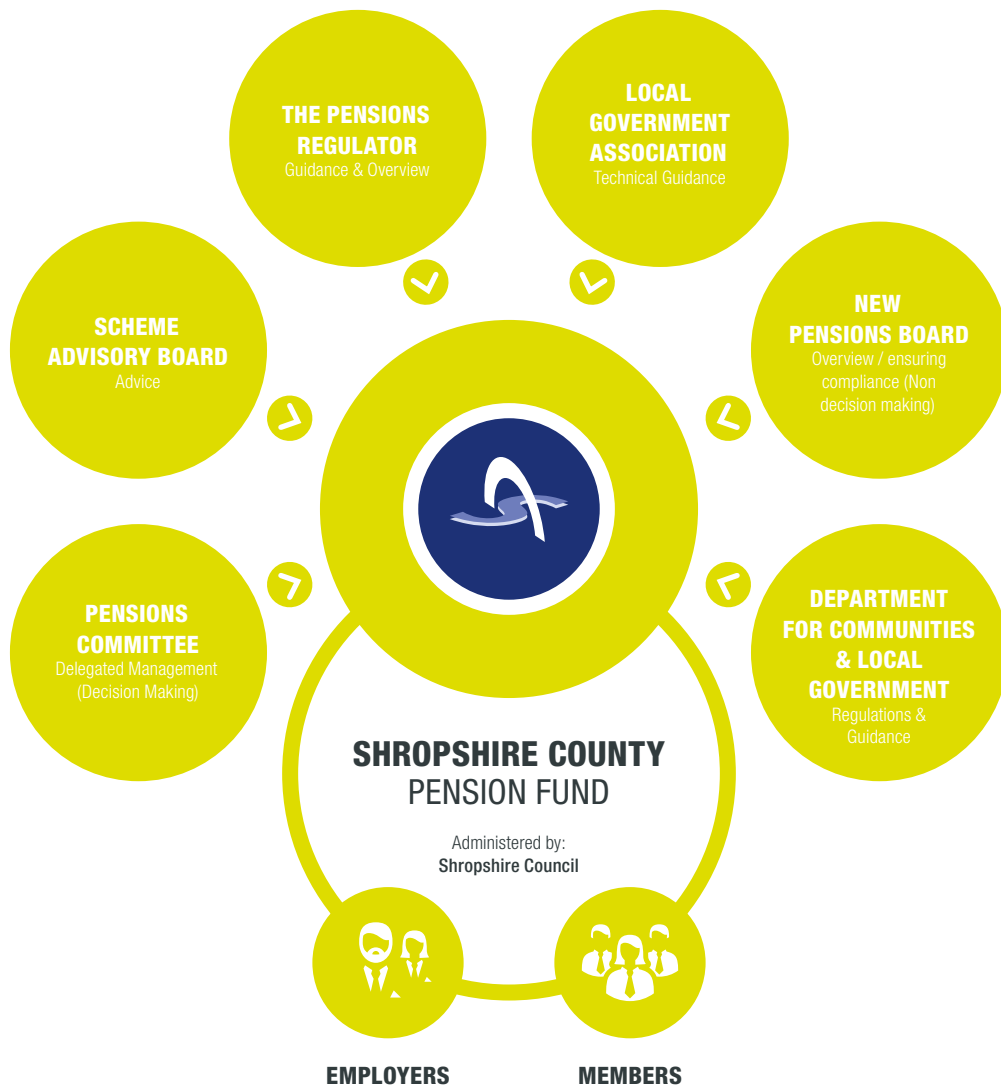 THE PENSIONS
REGULATOR
Guidance & Overview
LOCAL
GOVERNMENT
ASSOCIATION
Technical Guidance
SCHEME
ADVISORY BOARD
Advice
NEW
PENSIONS BOARD
Overview / ensuring
compliance (Non
decision making)
PENSIONS
COMMITTEE
Delegated Management
(Decision Making)
DEPARTMENT
FOR COMMUNITIES
& LOCAL
GOVERNMENT
Regulations &
Guidance
SHROPSHIRE COUNTY
PENSION FUND
Administered by:
Shropshire Council
EMPLOYERS
MEMBERS